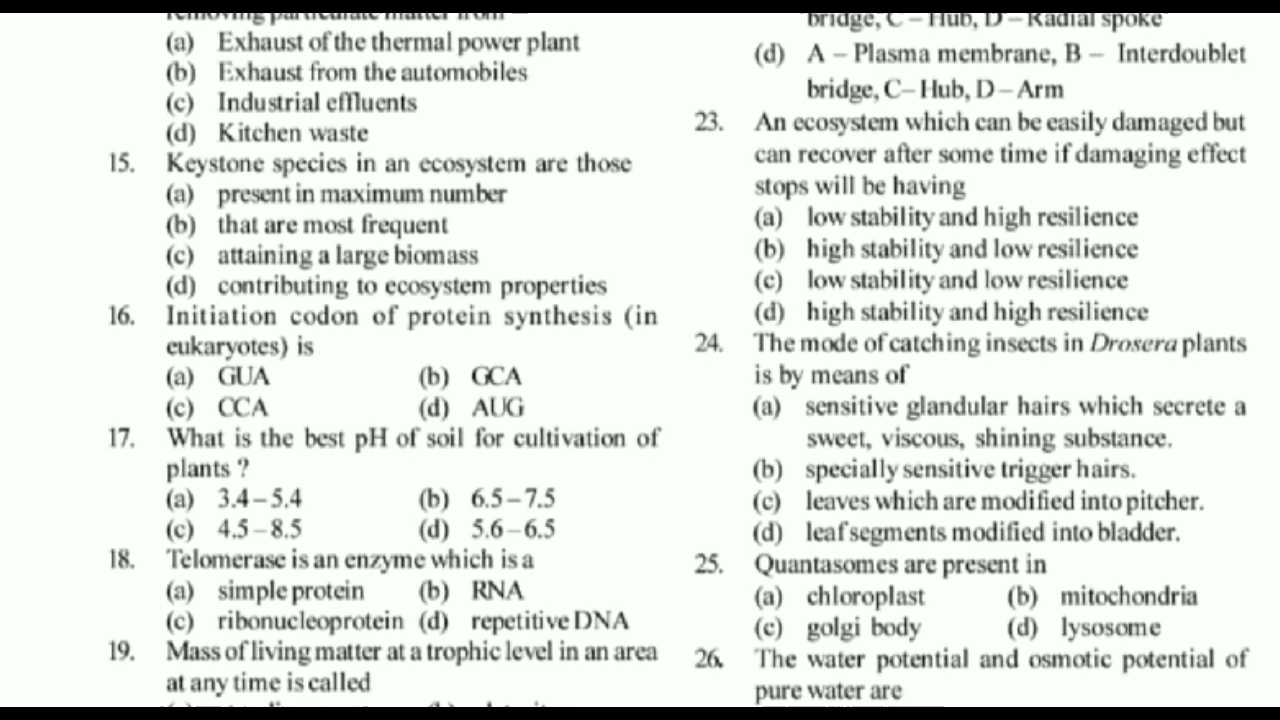 removing particulate matter from –
(a) Exhaust of the thermal power plant
(b) Exhaust from the automobiles
(c) Industrial effluents
(d) Kitchen waste
15. Keystone species in an ecosystem are those
(a) present in maximum number
(b) that are most frequent
(c) attaining a large biomass
(d) contributing to ecosystem properties
16. Initiation codon of protein synthesis (in
eukaryotes) is
(a) GUA (b) GCA
(c) CCA (d) AUG
17. What is the best pH of soil for cultivation of
plants ?
(a) 3.4 – 5.4 (b) 6.5 – 7.5
(c) 4.5 – 8.5 (d) 5.6 – 6.5
18. Telomerase is an enzyme which is a
(a) simple protein (b) RNA
(c) ribonucleoprotein (d) repetitive DNA
19. Mass of living matter at a trophic level in an area
at any time is called
bridge, C – Hub, D – Radial spoke
(d) A – Plasma membrane, B – Interdoublet
bridge, C – Hub, D – Arm
23. An ecosystem which can be easily damaged but
can recover after some time if damaging effect
stops will be having
(a) low stability and high resilience
(b) high stability and low resilience
(c) low stability and low resilience
(d) high stability and high resilience
24. The mode of catching insects in Drosera plants
is by means of
(a) sensitive glandular hairs which secrete a
sweet, viscous, shining substance.
(b) specially sensitive trigger hairs.
(c) leaves which are modified into pitcher.
(d) leaf segments modified into bladder.
25. Quantasomes are present in
(a) chloroplast (b) mitochondria
(c) golgi body (d) lysosome
26. The water potential and osmotic potential of
pure water are